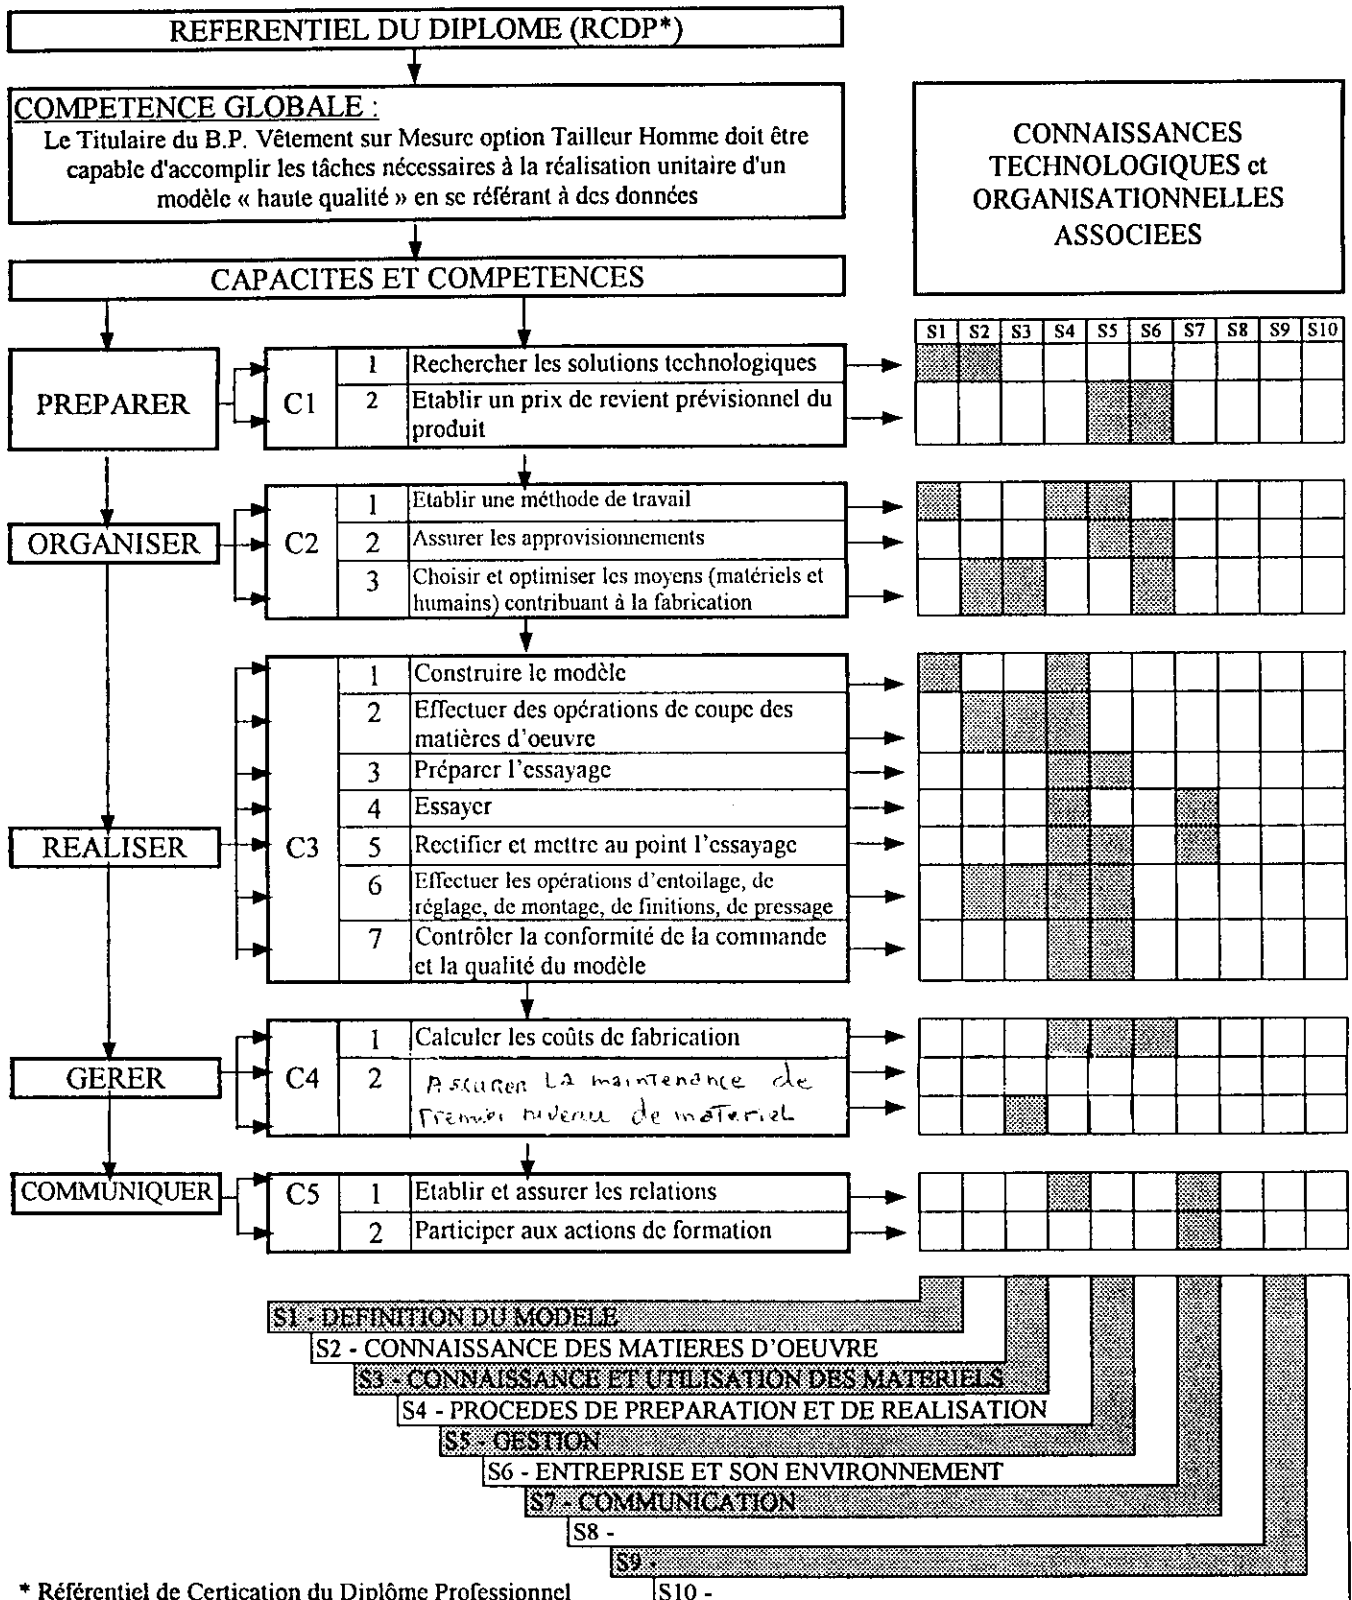 RÉFERENTIEL DU DIPLOME (RCDP*)
COMPETENCE GLOBALE :
Le Titulaire du B.P. Vêtement sur Mesure option Tailleur Homme doit être
capable d'accomplir les tâches nécessaires à la réalisation unitaire d'un
modèle « haute qualité » en se référant à des données
CONNAISSANCES
TECHNOLOGIQUES et
ORGANISATIONNELLES
ASSOCIEES
CAPACITES ET COMPETENCES
S1 S2 S3 S4 S5 S6 S7 S8 S9 S10
PREPARER
C1
1 Rechercher les solutions technologiques
2 Etablir un prix de revient prévisionnel du
produit
ORGANISER
C2
1 Etablir une méthode de travail
2 Assurer les approvisionnements
3 Choisir et optimiser les moyens (matériels et
humains) contribuant à la fabrication
REALISER
C3
1 Construire le modèle
2 Effectuer des opérations de coupe des
matières d'oeuvre
3 Préparer l'essayage
4 Essayer
5 Rectifier et mettre au point l'essayage
6 Effectuer les opérations d'entoilage, de
réglage, de montage, de finitions, de pressage
7 Contrôler la conformité de la commande
et la qualité du modèle
GERER
C4
1 Calculer les coûts de fabrication
2 Assurer La maintenance de
Premier niveau de materiel
COMMUNIQUER
C5
1 Etablir et assurer les relations
2 Participer aux actions de formation
S1 - DEFINITION DU MODELE
S2 - CONNAISSANCE DES MATIERES D'OEUVRE
S3 - CONNAISSANCE ET UTILISATION DES MATERIELS
S4 - PROCEDES DE PREPARATION ET DE REALISATION
S5 - GESTION
S6 - ENTREPRISE ET SON ENVIRONNEMENT
S7 - COMMUNICATION
S8 -
S9 -
S10 -
* Référentiel de Certication du Diplôme Professionnel